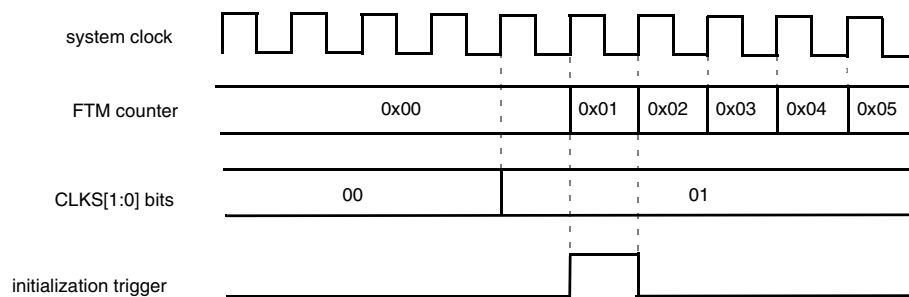 system clock
FTM counter 0x00 0x01 0x02 0x03 0x04 0x05
CLKS[1:0] bits 00 01
initialization trigger